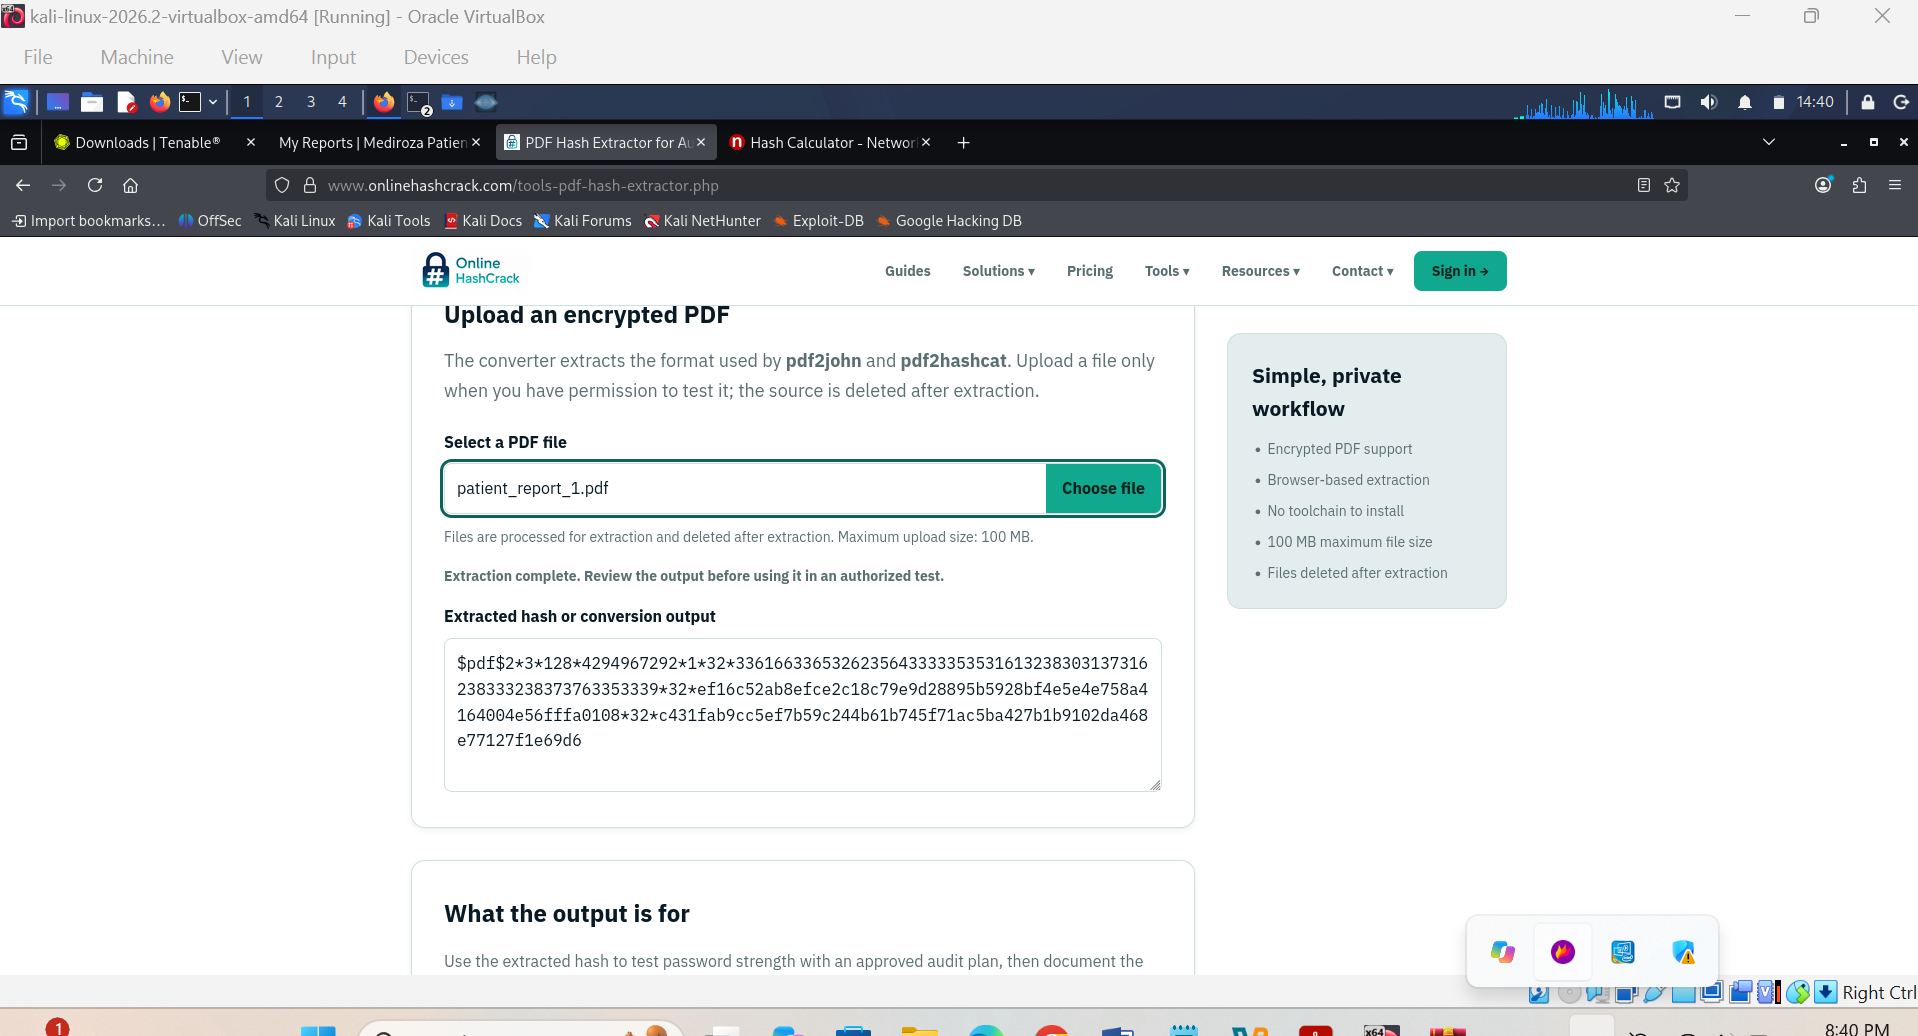 kali-linux-2026.2-virtualbox-amd64 [Running] - Oracle VirtualBox
File Machine View Input Devices Help
1 2 3 4 2 14:40
Downloads | Tenable® My Reports | Mediroza Patien PDF Hash Extractor for Au Hash Calculator - Networ
www.onlinehashcrack.com/tools-pdf-hash-extractor.php
Import bookmarks... OffSec Kali Linux Kali Tools Kali Docs Kali Forums Kali NetHunter Exploit-DB Google Hacking DB
Online HashCrack
Guides Solutions ▾ Pricing Tools ▾ Resources ▾ Contact ▾ Sign in →
Upload an encrypted PDF
The converter extracts the format used by pdf2john and pdf2hashcat. Upload a file only
when you have permission to test it; the source is deleted after extraction.
Select a PDF file
patient_report_1.pdf Choose file
Files are processed for extraction and deleted after extraction. Maximum upload size: 100 MB.
Extraction complete. Review the output before using it in an authorized test.
Extracted hash or conversion output
$pdf$2*3*128*4294967292*1*32*3361663365326235643333353531613238303137316
2383332383737633533​39*32*ef16c52ab8efce2c18c79e9d28895b5928bf4e5e4e758a4
164004e56fffa0108*32*c431fab9cc5ef7b59c244b61b745f71ac5ba427b1b9102da468
e77127f1e69d6
Simple, private
workflow
• Encrypted PDF support
• Browser-based extraction
• No toolchain to install
• 100 MB maximum file size
• Files deleted after extraction
What the output is for
Use the extracted hash to test password strength with an approved audit plan, then document the
Right Ctrl
1
8:40 PM